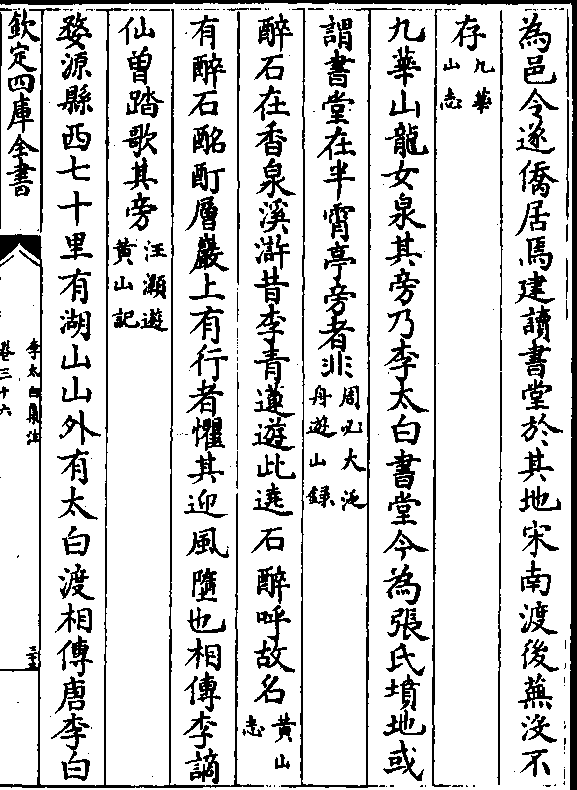 為邑令遂僑居焉建讀書堂於其地宋南渡後蕪沒不
存九華山志
九華山龍女泉其旁乃李太白書堂今為張氏墳地或
謂書堂在半霄亭旁者非周必大泛舟遊山錄
醉石在香泉溪滸昔李青蓮遊此遶石醉呼故名黃山志
有醉石酩酊層巖上有行者懼其迎風墮也相傳李謫
仙曽踏歌其旁汪灝遊黃山記
婺源縣西七十里有湖山山外有太白渡相傳唐李白
欽定四庫全書
李太白集注
卷三十六
三五